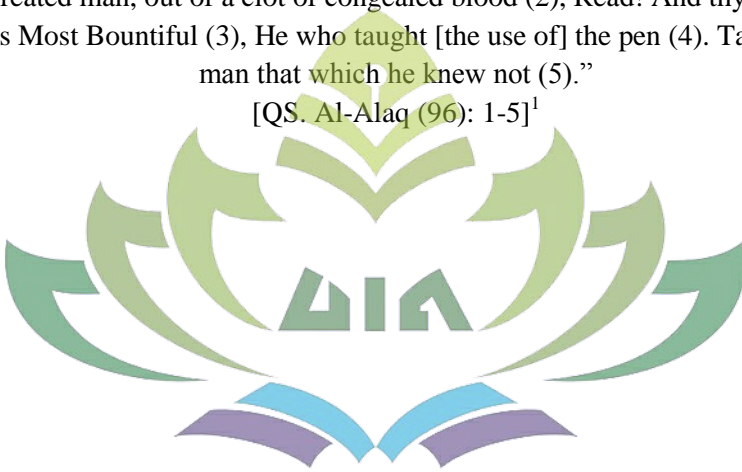 reated man, out of a clot of congealed blood (2), Read! And thy
s Most Bountiful (3), He who taught [the use of] the pen (4). Ta
man that which he knew not (5).”
[QS. Al-Alaq (96): 1-5]¹
UIN